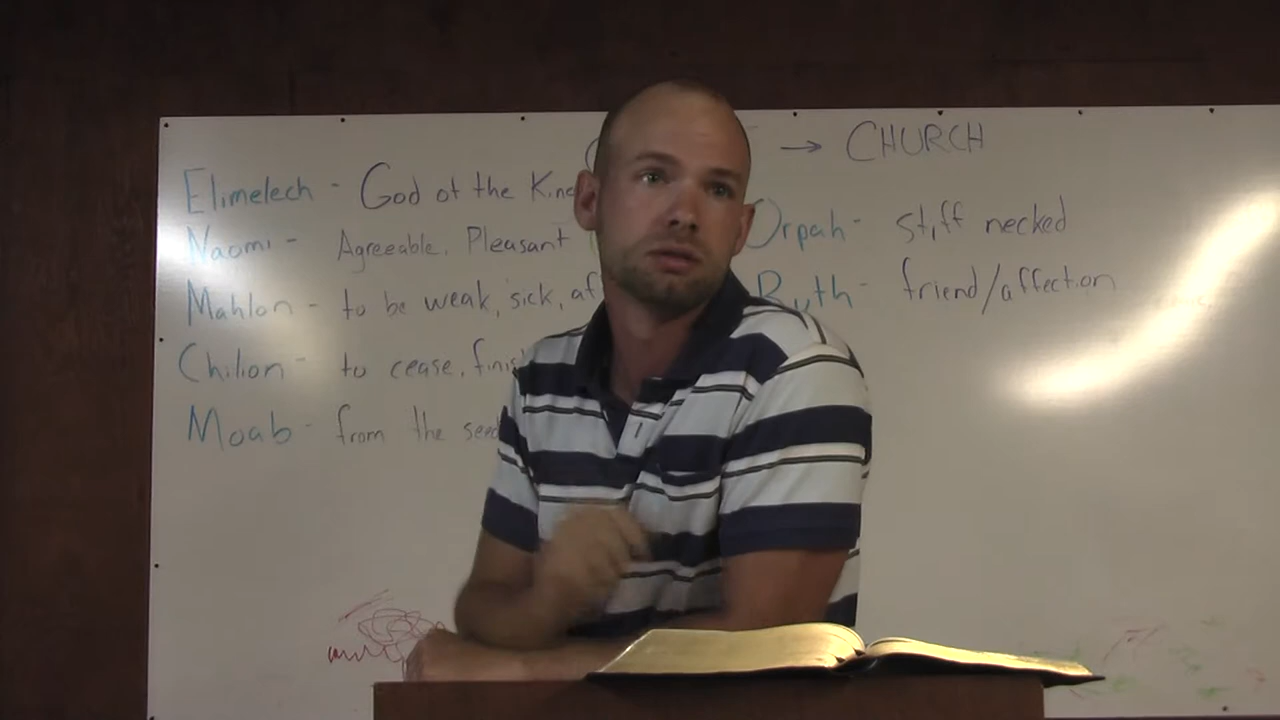 → CHURCH
Elimelech - God of the
Naomi - Agreeable, Pleasant
Mahlon - to be weak, sick,
Chilion - to cease,
Moab - from the
Orpah - stiff necked
Ruth - friend/affection